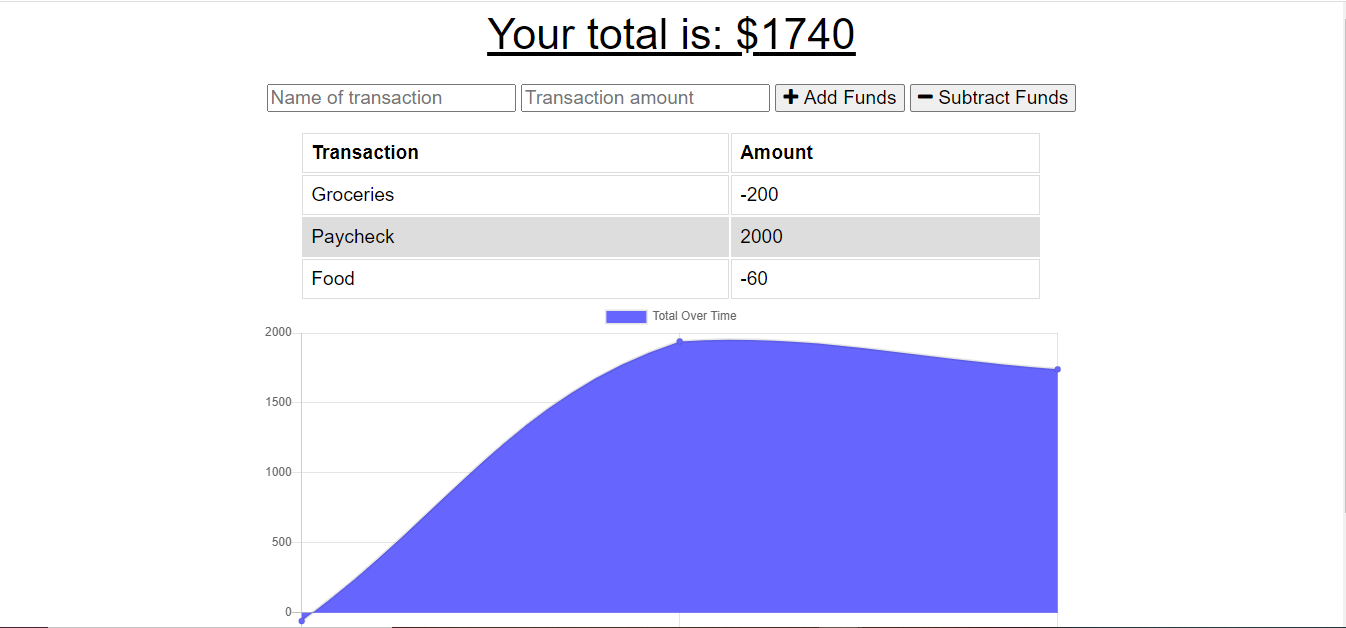 Your total is: $1740
Name of transaction Transaction amount Add Funds Subtract Funds
Transaction Amount
Groceries -200
Paycheck 2000
Food -60
Total Over Time
2000
1500
1000
500
0